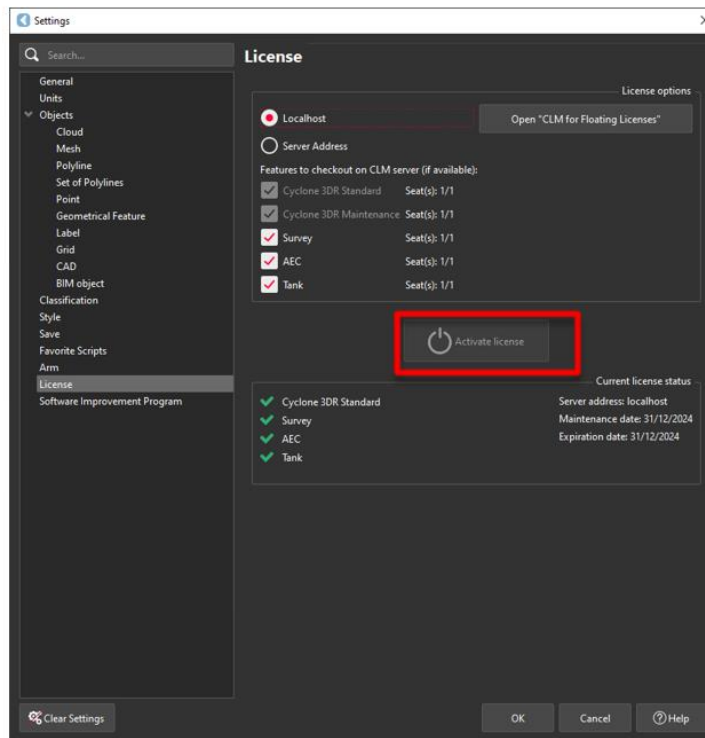 Settings
Search...
General
Units
Objects
Cloud
Mesh
Polyline
Set of Polylines
Point
Geometrical Feature
Label
Grid
CAD
BIM object
Classification
Style
Save
Favorite Scripts
Arm
License
Software Improvement Program
License
License options
Localhost
Open "CLM for Floating Licenses"
Server Address
Features to checkout on CLM server (if available):
Cyclone 3DR Standard Seat(s): 1/1
Cyclone 3DR Maintenance Seat(s): 1/1
Survey Seat(s): 1/1
AEC Seat(s): 1/1
Tank Seat(s): 1/1
Activate license
Current license status
Cyclone 3DR Standard Server address: localhost
Survey Maintenance date: 31/12/2024
AEC Expiration date: 31/12/2024
Tank
Clear Settings
OK
Cancel
Help